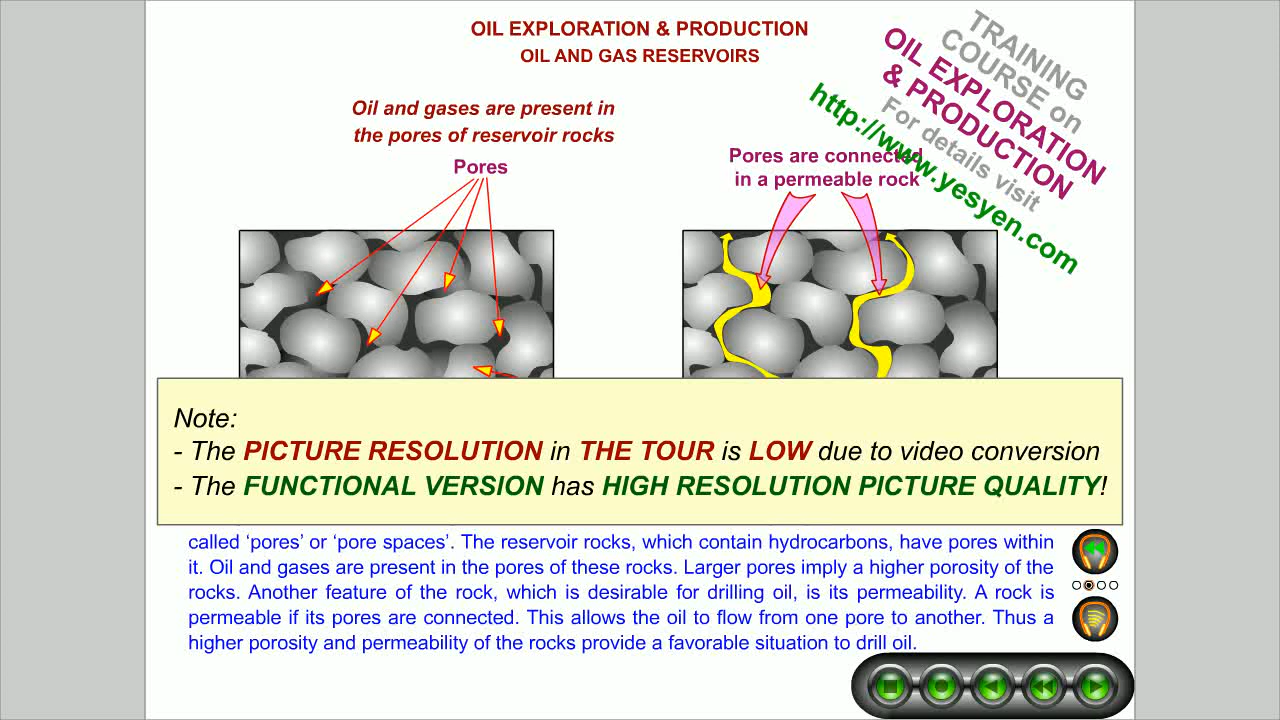 OIL EXPLORATION & PRODUCTION
OIL AND GAS RESERVOIRS
Oil and gases are present in
the pores of reservoir rocks
Pores
Pores are connected
in a permeable rock
TRAINING
COURSE on
OIL EXPLORATION
& PRODUCTION
For details visit
http://www.yesyen.com
Note:
- The PICTURE RESOLUTION in THE TOUR is LOW due to video conversion
- The FUNCTIONAL VERSION has HIGH RESOLUTION PICTURE QUALITY!
called ‘pores’ or ‘pore spaces’. The reservoir rocks, which contain hydrocarbons, have pores within
it. Oil and gases are present in the pores of these rocks. Larger pores imply a higher porosity of the
rocks. Another feature of the rock, which is desirable for drilling oil, is its permeability. A rock is
permeable if its pores are connected. This allows the oil to flow from one pore to another. Thus a
higher porosity and permeability of the rocks provide a favorable situation to drill oil.